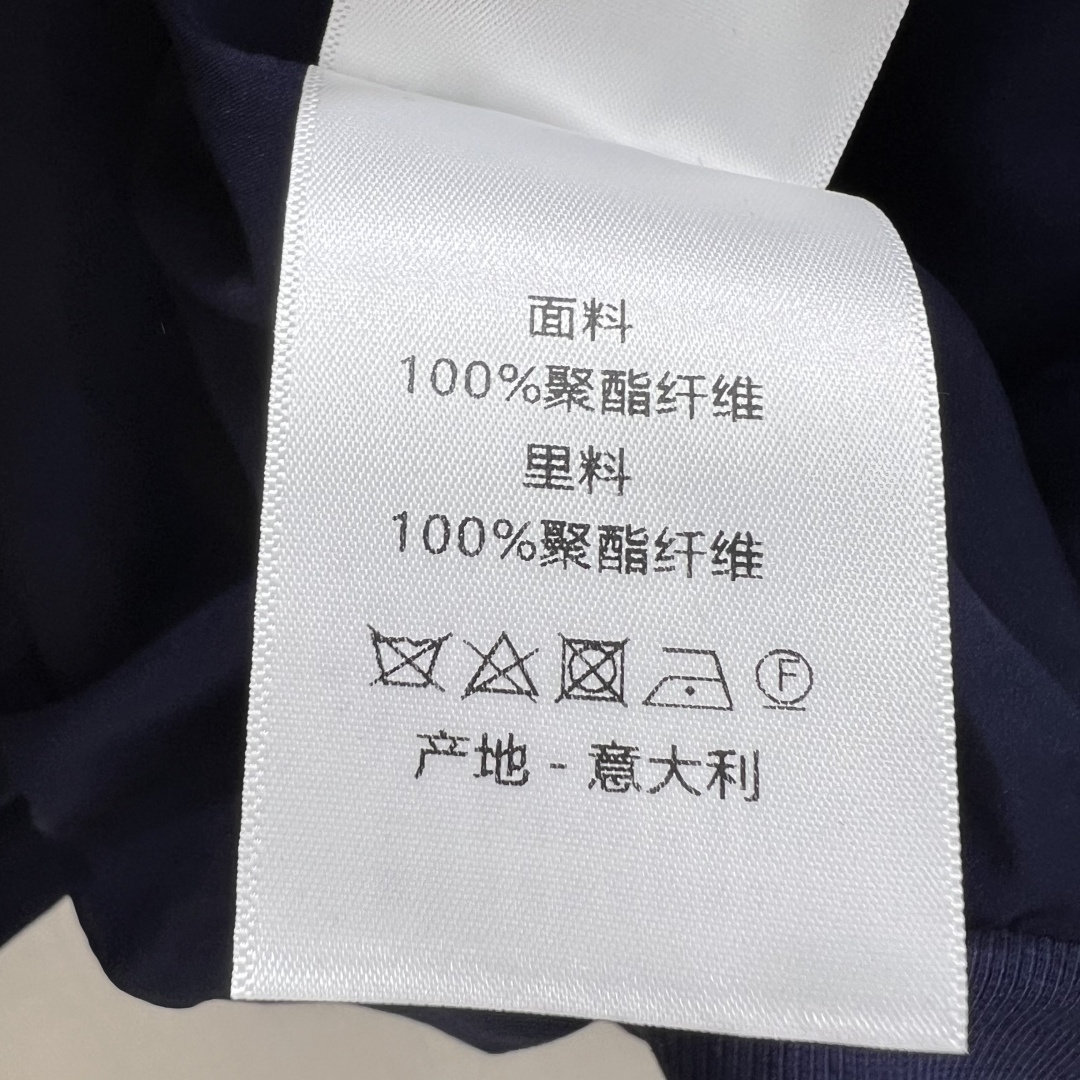 面料
100%聚酯纤维
里料
100%聚酯纤维
F
产地 - 意大利